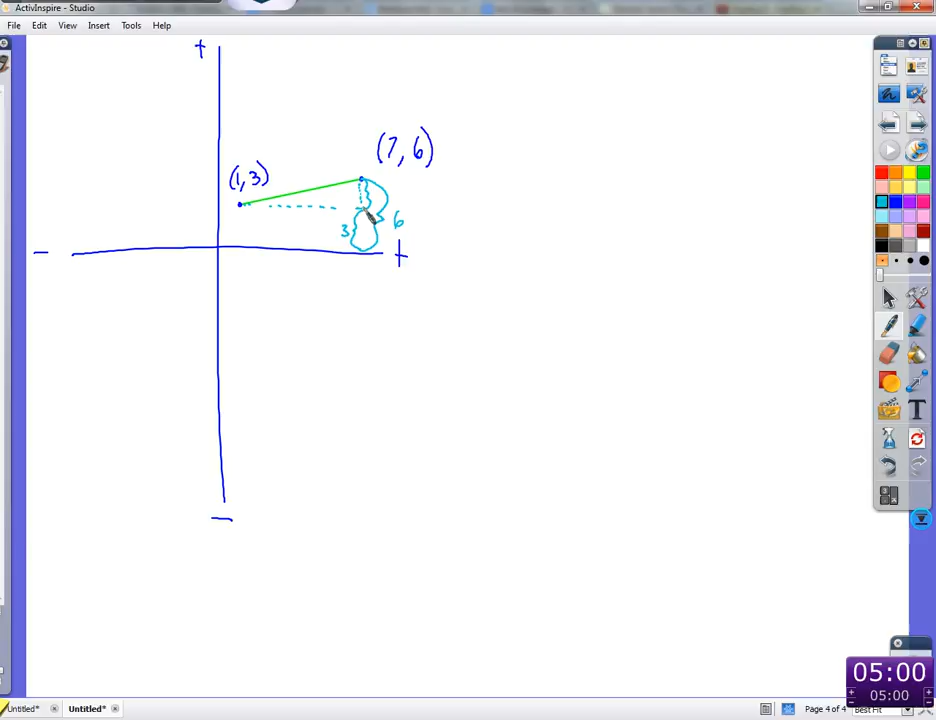 ActivInspire - Studio
File Edit View Insert Tools Help
+
(7, 6)
(1, 3)
3 6
- +
-
05:00
05:00
Untitled* Untitled* Page 4 of 4 Best Fit